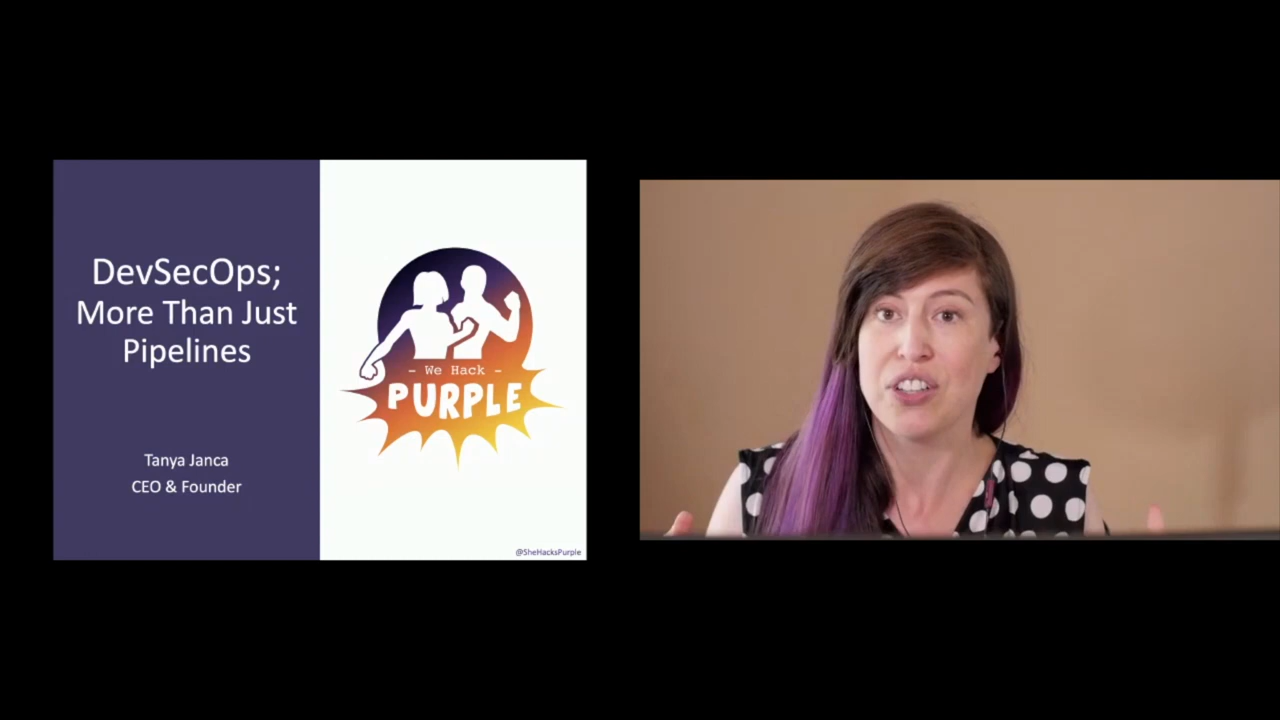 DevSecOps;
More Than Just
Pipelines
Tanya Janca
CEO & Founder
- We Hack -
PURPLE
@SheHacksPurple